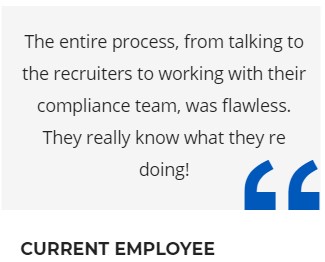 The entire process, from talking to
the recruiters to working with their
compliance team, was flawless.
They really know what they re
doing!
CURRENT EMPLOYEE